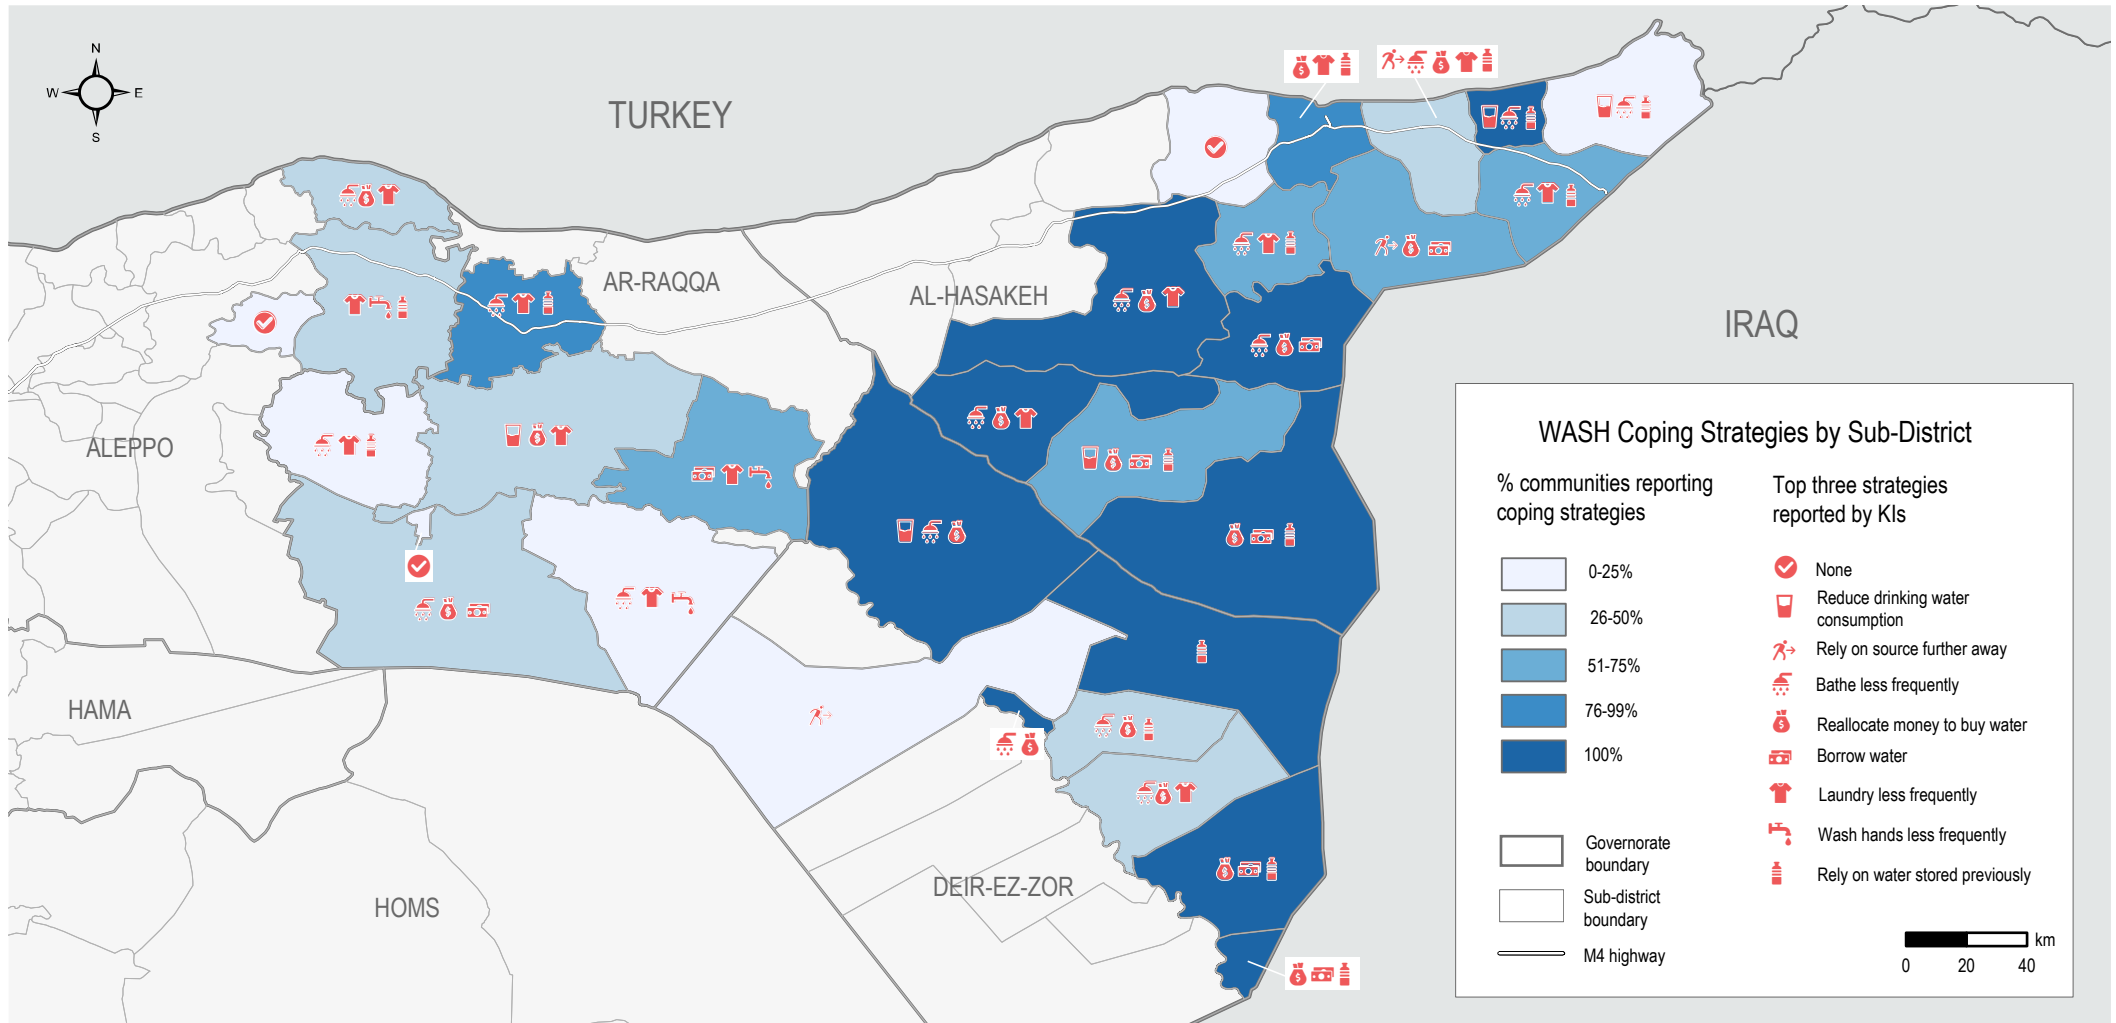 N
W E
S
TURKEY
AR-RAQQA
AL-HASAKEH
IRAQ
ALEPPO
HAMA
HOMS
DEIR-EZ-ZOR
WASH Coping Strategies by Sub-District
% communities reporting
coping strategies
0-25%
26-50%
51-75%
76-99%
100%
Governorate
boundary
Sub-district
boundary
M4 highway
Top three strategies
reported by KIs
None
Reduce drinking water
consumption
Rely on source further away
Bathe less frequently
Reallocate money to buy water
Borrow water
Laundry less frequently
Wash hands less frequently
Rely on water stored previously
km
0 20 40